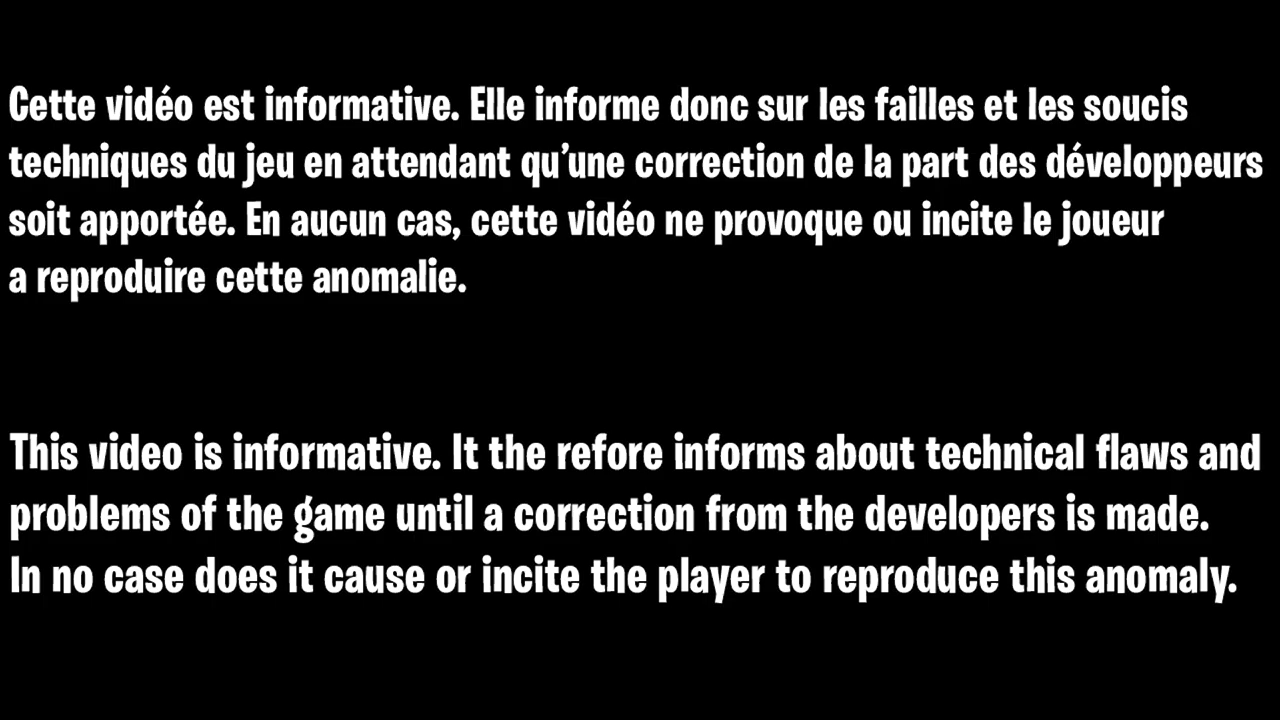 Cette vidéo est informative. Elle informe donc sur les failles et les soucis
techniques du jeu en attendant qu’une correction de la part des développeurs
soit apportée. En aucun cas, cette vidéo ne provoque ou incite le joueur
a reproduire cette anomalie.
This video is informative. It the refore informs about technical flaws and
problems of the game until a correction from the developers is made.
In no case does it cause or incite the player to reproduce this anomaly.